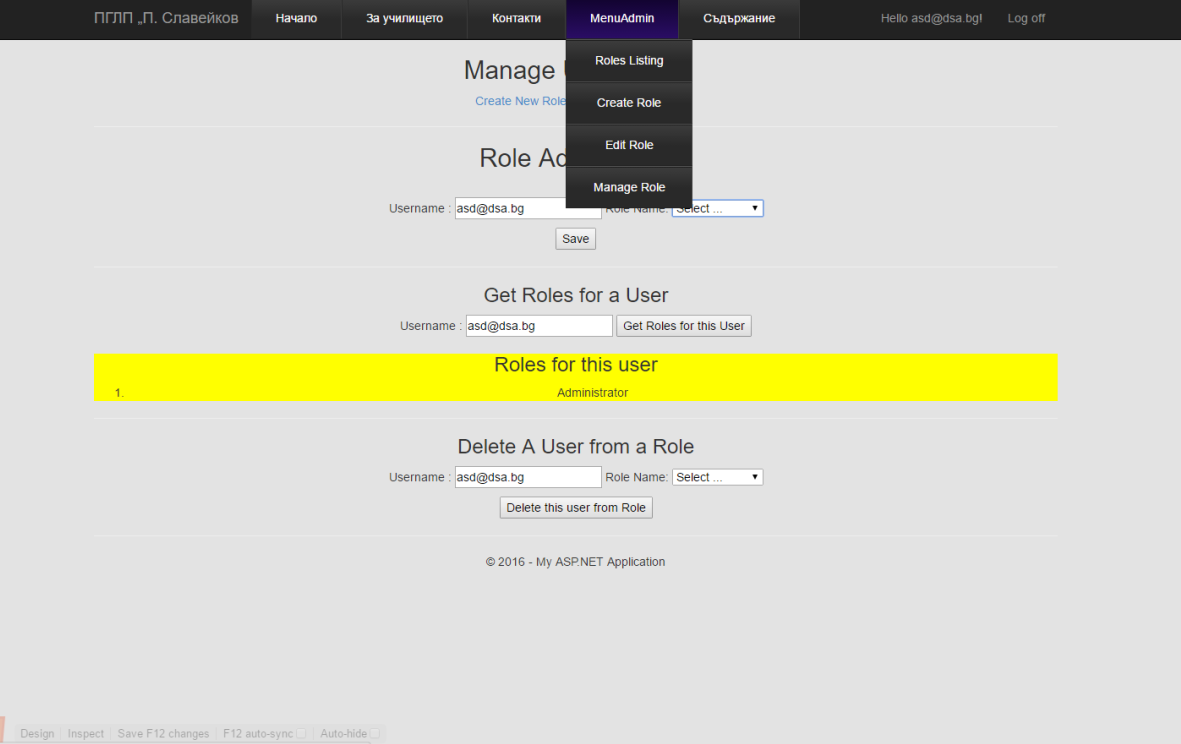 ПГЛП „П. Славейков Начало За училището Контакти MenuAdmin Съдържание Hello asd@dsa.bg! Log off
Roles Listing
Create Role
Edit Role
Manage Role
Manage
Create New Role
Role
Username : asd@dsa.bg Role Name: Select ...
Save
Get Roles for a User
Username : asd@dsa.bg Get Roles for this User
Roles for this user
1. Administrator
Delete A User from a Role
Username : asd@dsa.bg Role Name: Select ...
Delete this user from Role
© 2016 - My ASP.NET Application
Design Inspect Save F12 changes F12 auto-sync Auto-hide